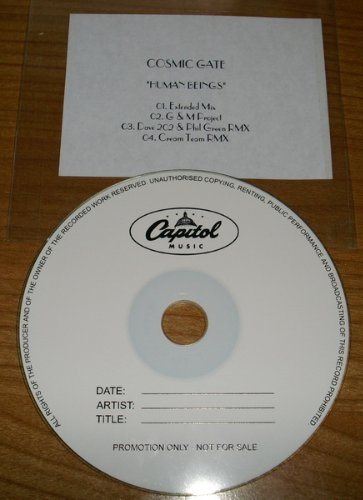 COSMIC GATE
"HUMAN BEINGS"
01. Extended Mix
02. G & M Project
03. Dave 202 & Phil Green RMX
04. Cream Team RMX
Capitol
MUSIC
ALL RIGHTS OF THE PRODUCER AND OF THE OWNER OF THE RECORDED WORK RESERVED. UNAUTHORISED COPYING, RENTING, PUBLIC PERFORMANCE AND BROADCASTING OF THIS RECORD PROHIBITED
DATE:
ARTIST:
TITLE:
PROMOTION ONLY - NOT FOR SALE